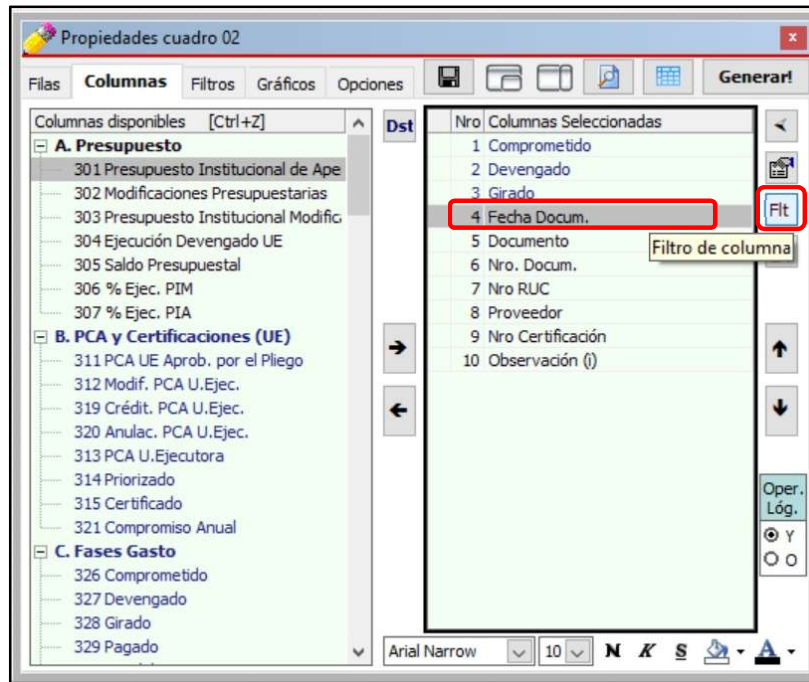 Propiedades cuadro 02
x
Filas Columnas Filtros Gráficos Opciones Generar!
Columnas disponibles [Ctrl+Z]
A. Presupuesto
301 Presupuesto Institucional de Ape
302 Modificaciones Presupuestarias
303 Presupuesto Institucional Modific
304 Ejecución Devengado UE
305 Saldo Presupuestal
306 % Ejec. PIM
307 % Ejec. PIA
B. PCA y Certificaciones (UE)
311 PCA UE Aprob. por el Pliego
312 Modif. PCA U.Ejec.
319 Crédit. PCA U.Ejec.
320 Anulac. PCA U.Ejec.
313 PCA U.Ejecutora
314 Priorizado
315 Certificado
321 Compromiso Anual
C. Fases Gasto
326 Comprometido
327 Devengado
328 Girado
329 Pagado
Dst
Nro Columnas Seleccionadas
1 Comprometido
2 Devengado
3 Girado
4 Fecha Docum.
5 Documento
6 Nro. Docum.
7 Nro RUC
8 Proveedor
9 Nro Certificación
10 Observación (i)
Flt
Filtro de columna
Oper.
Lóg.
Y
O
Arial Narrow 10 N K S A